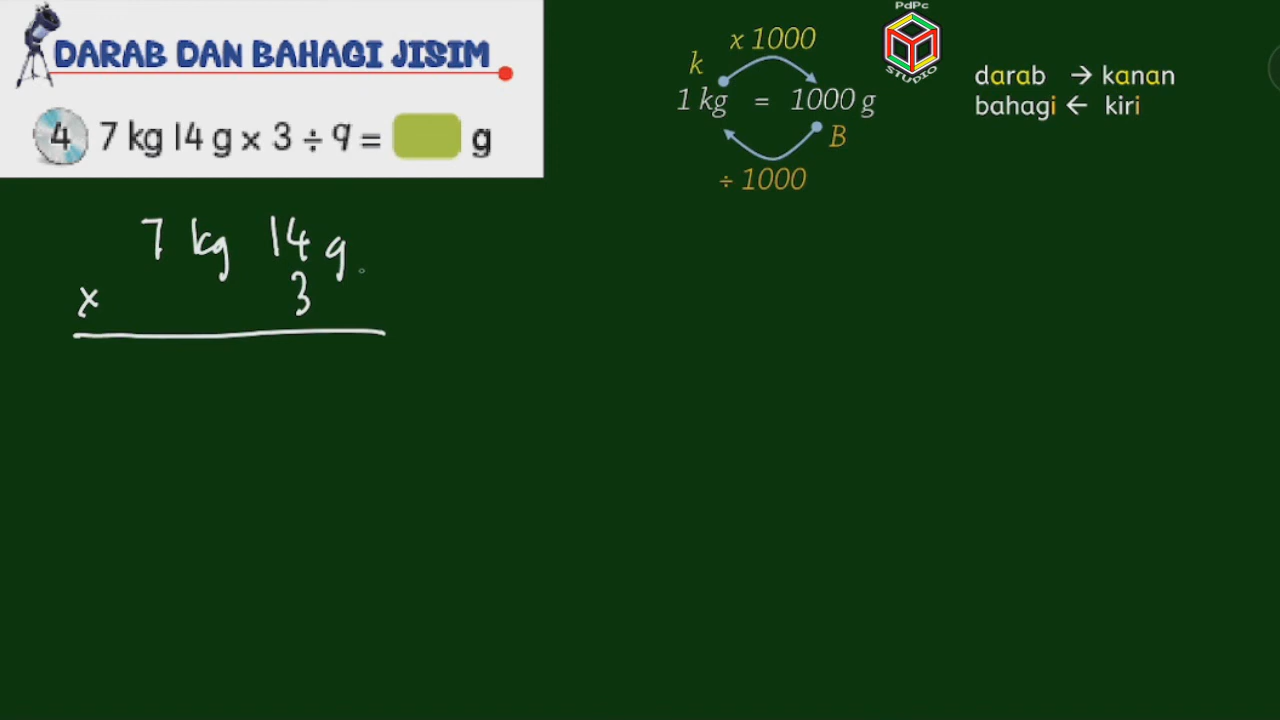 DARAB DAN BAHAGI JISIM
4 7 kg 14 g x 3 ÷ 9 = g
x 1000
k
1 kg = 1000 g
B
÷ 1000
PdPc
STUDIO
darab → kanan
bahagi ← kiri
7 kg 14 g
x 3